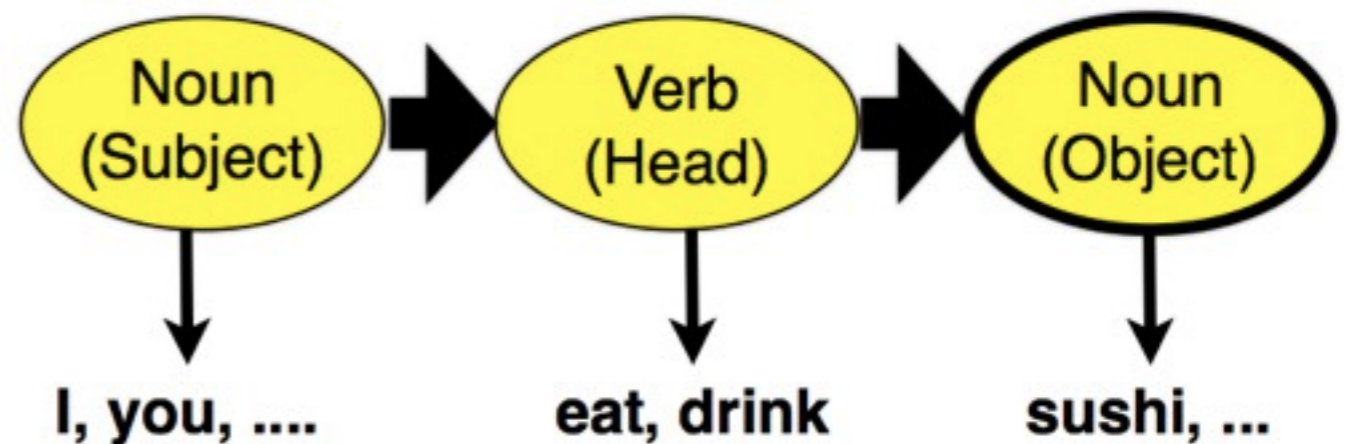 Noun
(Subject)
Verb
(Head)
Noun
(Object)
I, you, ....
eat, drink
sushi, ...